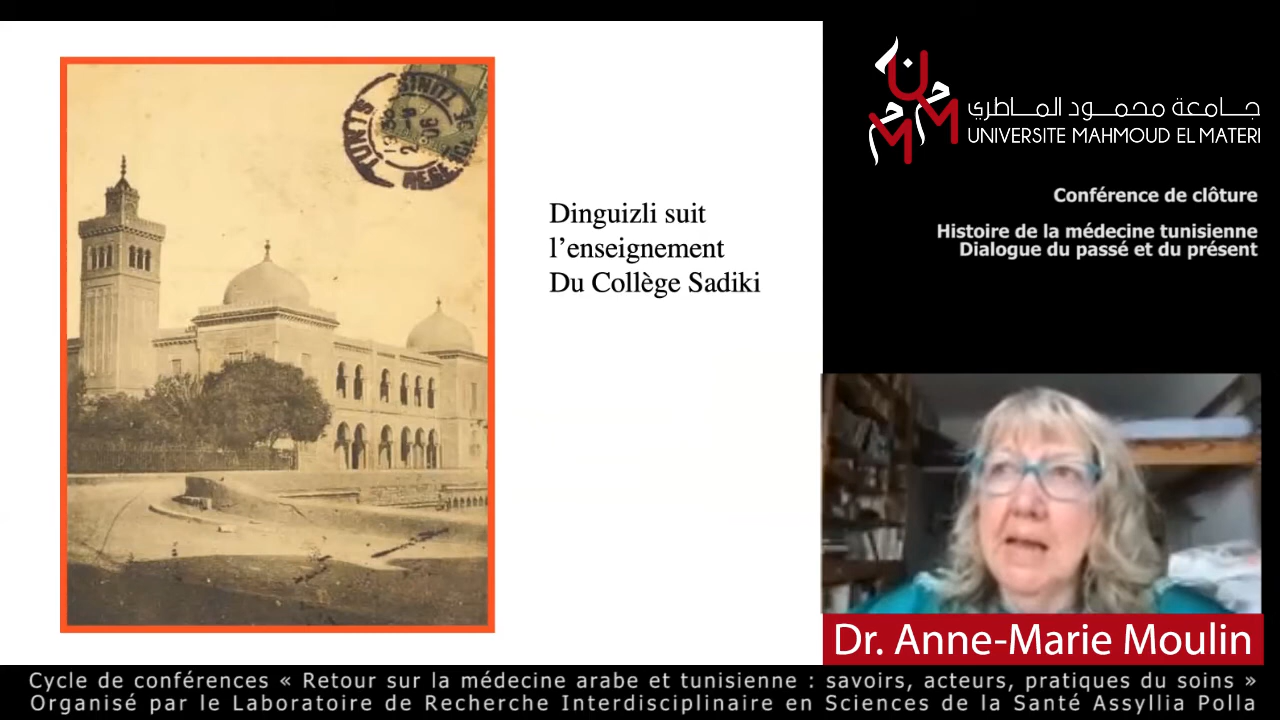 TUNIS
Dinguizli suit
l’enseignement
Du Collège Sadiki
جامعة محمود الماطري
UNIVERSITE MAHMOUD EL MATERI
Conférence de clôture
Histoire de la médecine tunisienne
Dialogue du passé et du présent
Dr. Anne-Marie Moulin
Cycle de conférences « Retour sur la médecine arabe et tunisienne : savoirs, acteurs, pratiques du soins »
Organisé par le Laboratoire de Recherche Interdisciplinaire en Sciences de la Santé Assyllia Polla